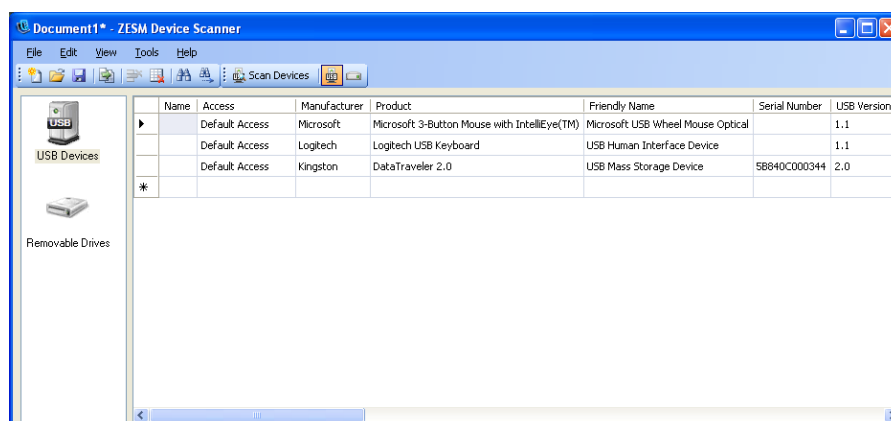 Document1* - ZESM Device Scanner
File Edit View Tools Help
Scan Devices
Name Access Manufacturer Product Friendly Name Serial Number USB Version
Default Access Microsoft Microsoft 3-Button Mouse with IntelliEye(TM) Microsoft USB Wheel Mouse Optical 1.1
Default Access Logitech Logitech USB Keyboard USB Human Interface Device 1.1
Default Access Kingston DataTraveler 2.0 USB Mass Storage Device 5B840C000344 2.0
USB
USB Devices
Removable Drives